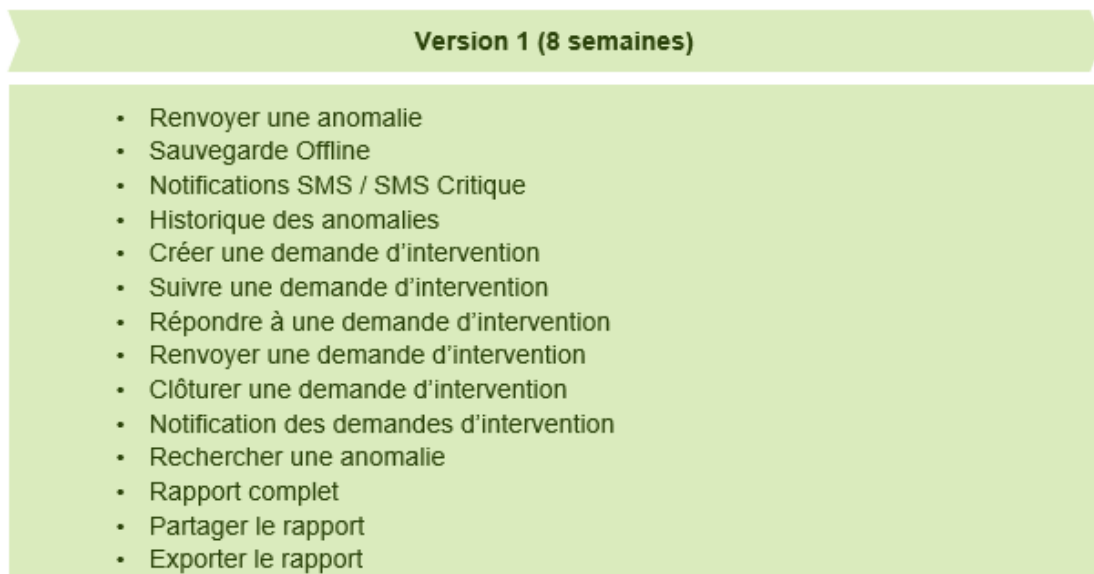 Version 1 (8 semaines)
• Renvoyer une anomalie
• Sauvegarde Offline
• Notifications SMS / SMS Critique
• Historique des anomalies
• Créer une demande d'intervention
• Suivre une demande d'intervention
• Répondre à une demande d'intervention
• Renvoyer une demande d'intervention
• Clôturer une demande d'intervention
• Notification des demandes d'intervention
• Rechercher une anomalie
• Rapport complet
• Partager le rapport
• Exporter le rapport